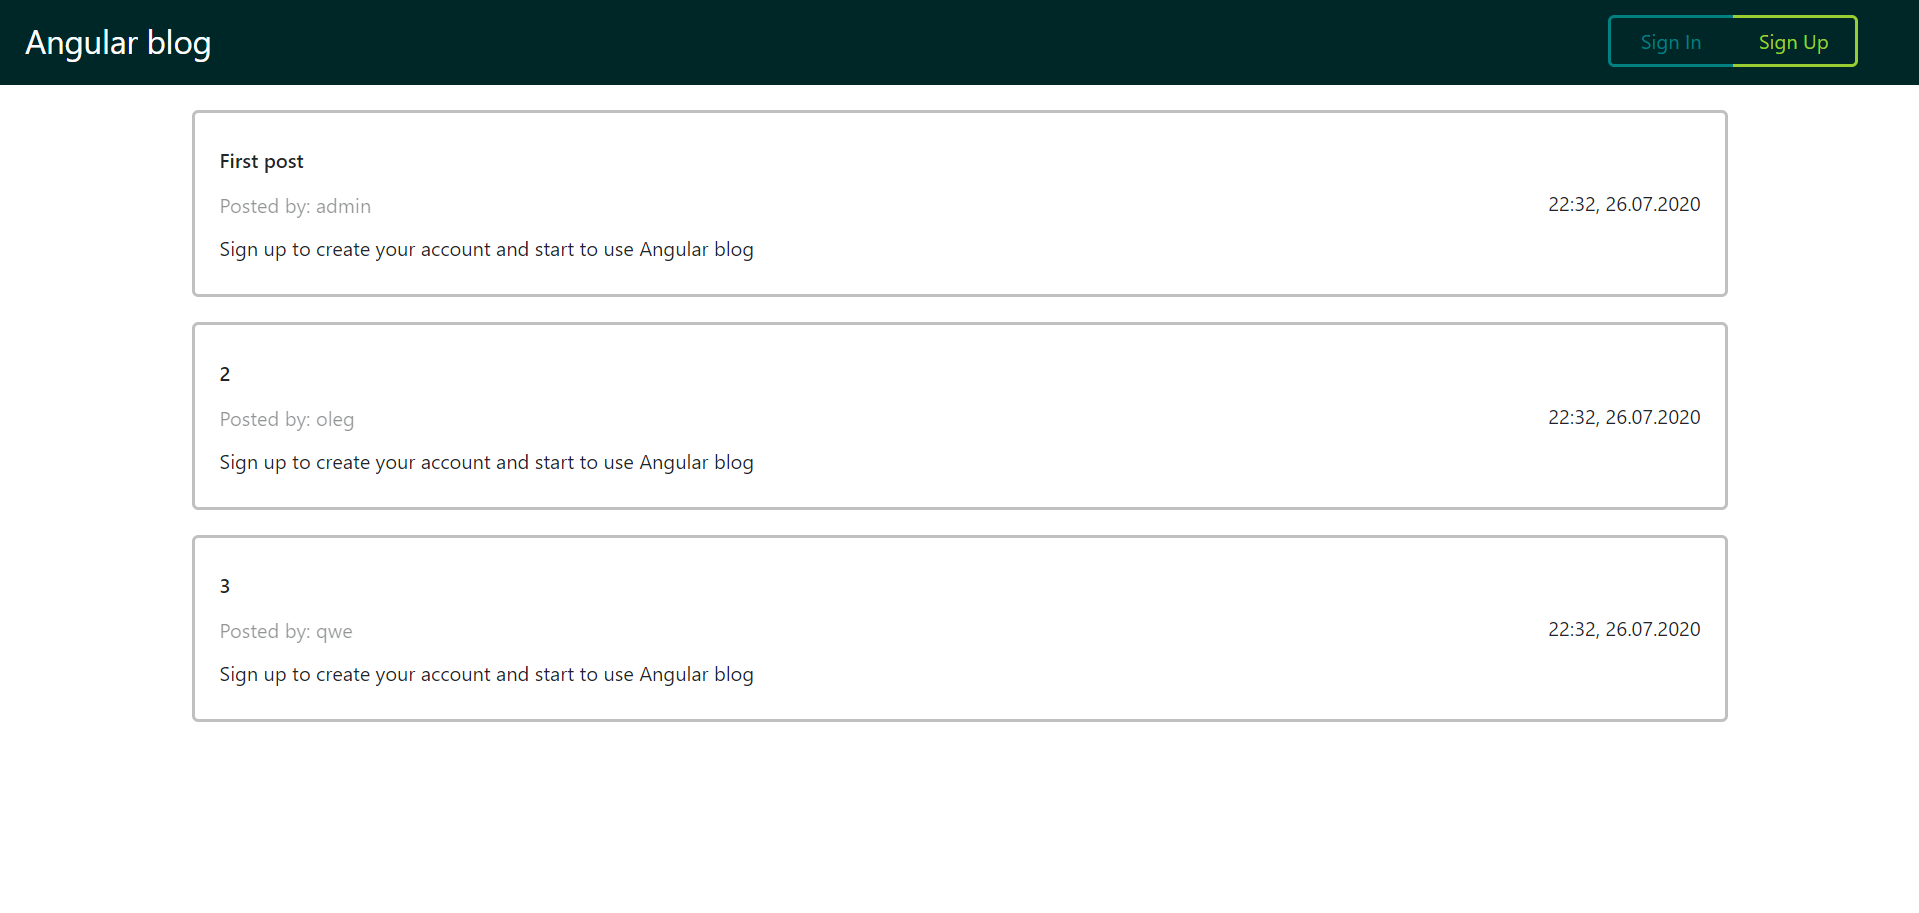 Angular blog
Sign In
Sign Up
First post
Posted by: admin
22:32, 26.07.2020
Sign up to create your account and start to use Angular blog
2
Posted by: oleg
22:32, 26.07.2020
Sign up to create your account and start to use Angular blog
3
Posted by: qwe
22:32, 26.07.2020
Sign up to create your account and start to use Angular blog